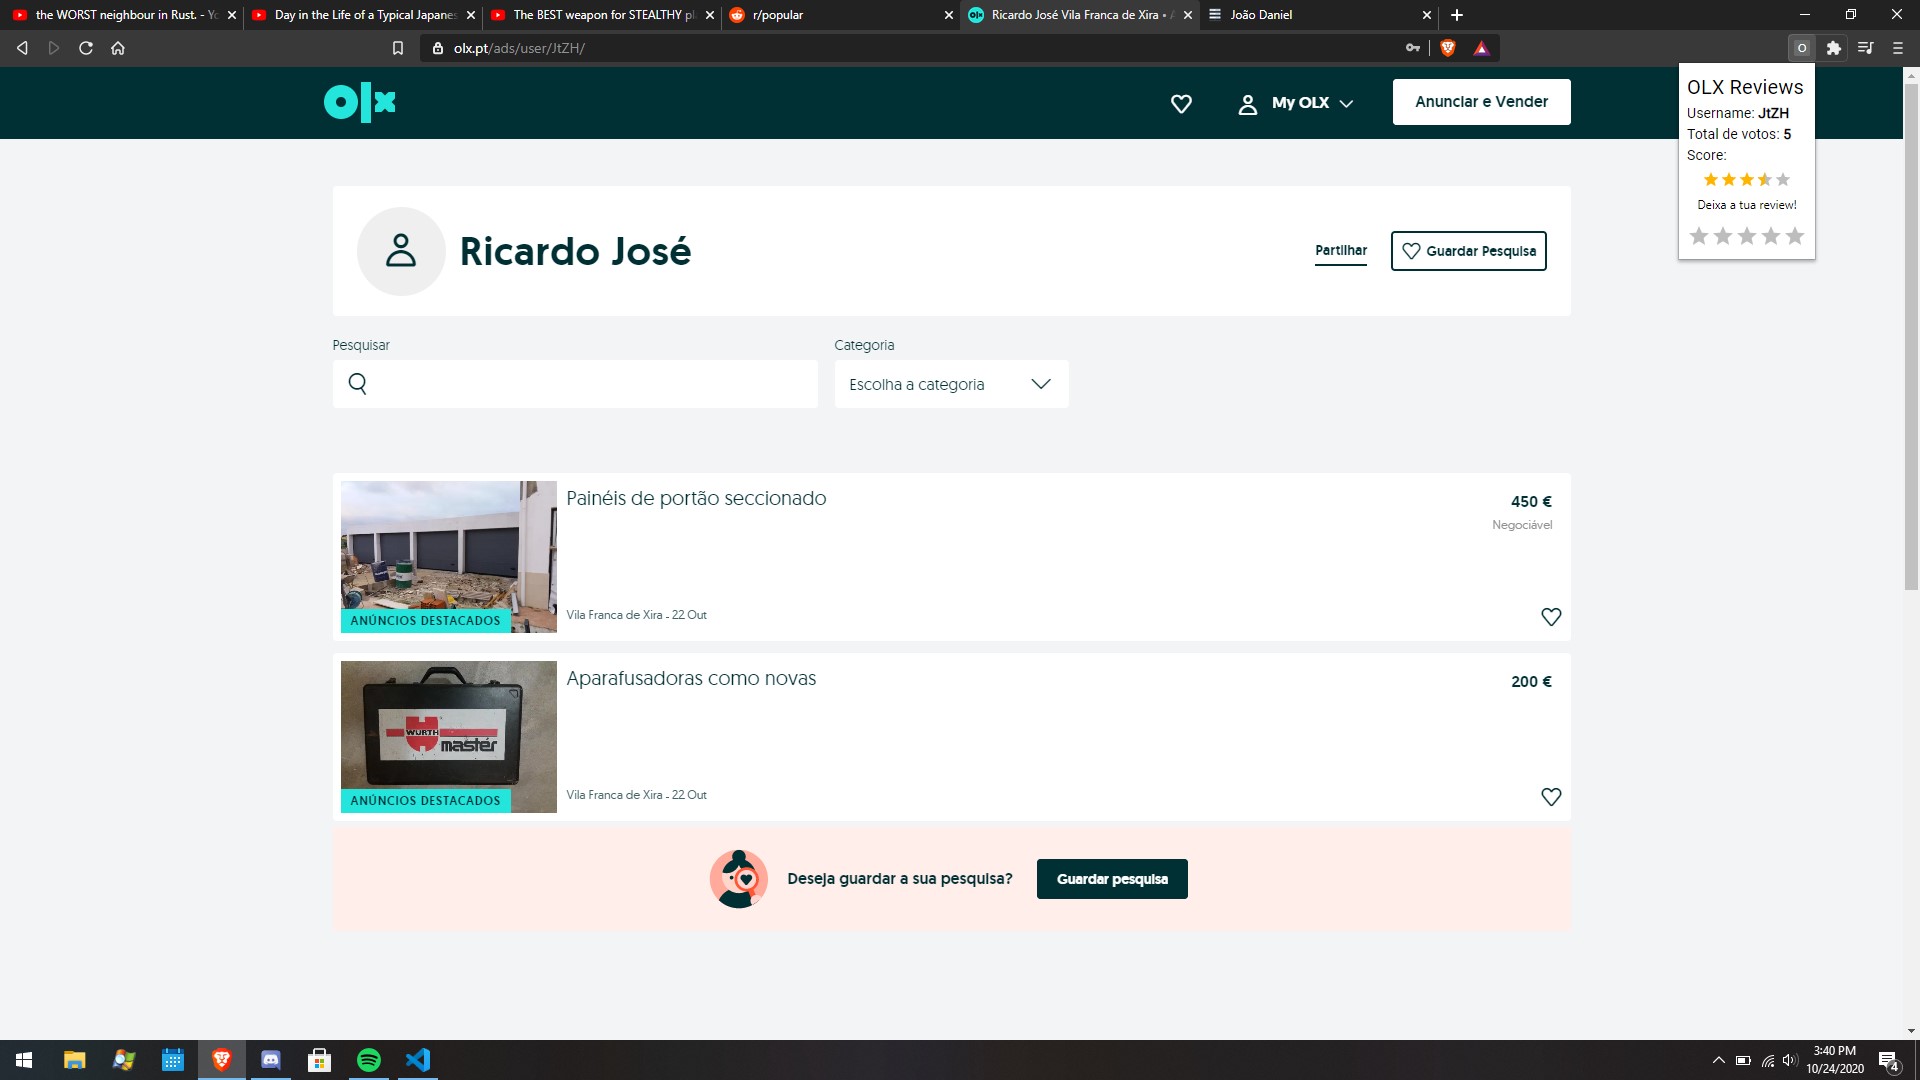 the WORST neighbour in Rust. - Yo
Day in the Life of a Typical Japanes
The BEST weapon for STEALTHY pl
r/popular
Ricardo José Vila Franca de Xira • A
João Daniel
olx.pt/ads/user/JtZH/
O
olx
My OLX
Anunciar e Vender
OLX Reviews
Username: JtZH
Total de votos: 5
Score:
Deixa a tua review!
Ricardo José
Partilhar
Guardar Pesquisa
Pesquisar
Categoria
Escolha a categoria
Painéis de portão seccionado
450 €
Negociável
Vila Franca de Xira - 22 Out
ANÚNCIOS DESTACADOS
Aparafusadoras como novas
200 €
WÜRTH
master
Vila Franca de Xira - 22 Out
ANÚNCIOS DESTACADOS
Deseja guardar a sua pesquisa?
Guardar pesquisa
3:40 PM
10/24/2020
4